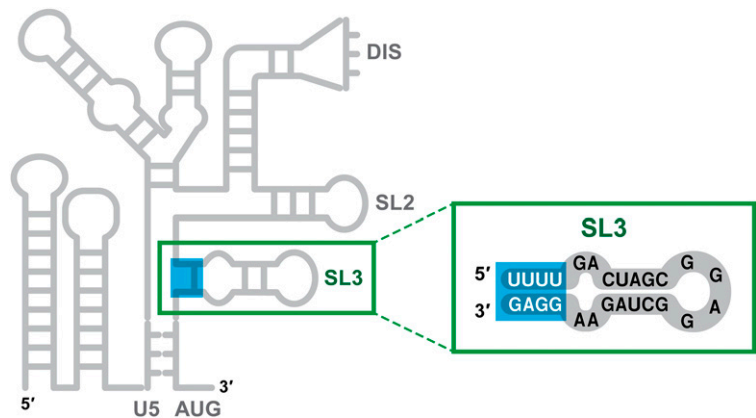 DIS
SL2
SL3
5′
3′
U5 AUG
SL3
5′ UUUU GA CUAGC G G
3′ GAGG AA GAUCG G A